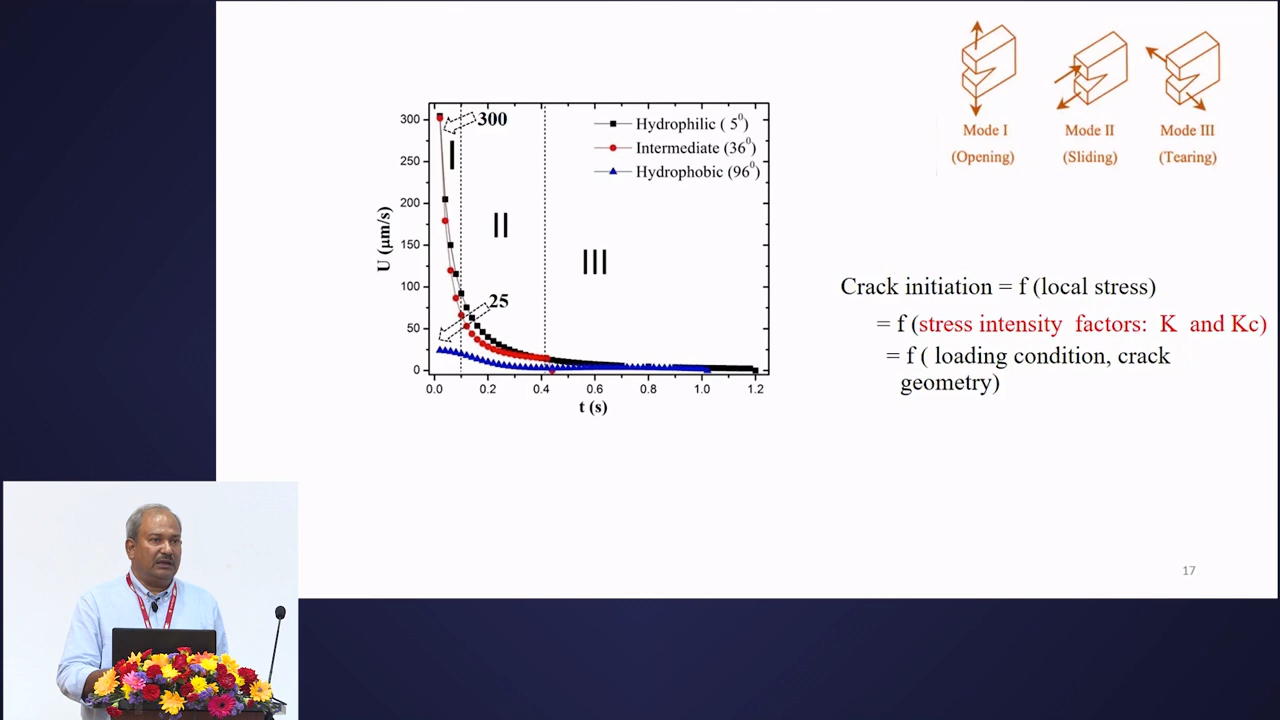 Mode I
(Opening)
Mode II
(Sliding)
Mode III
(Tearing)
U (μm/s)
300
250
200
150
100
50
0
0.0 0.2 0.4 0.6 0.8 1.0 1.2
t (s)
300
25
I
II
III
Hydrophilic ( 5⁰)
Intermediate (36⁰)
Hydrophobic (96⁰)
Crack initiation = f (local stress)
= f (stress intensity factors: K and Kc)
= f ( loading condition, crack
geometry)
17